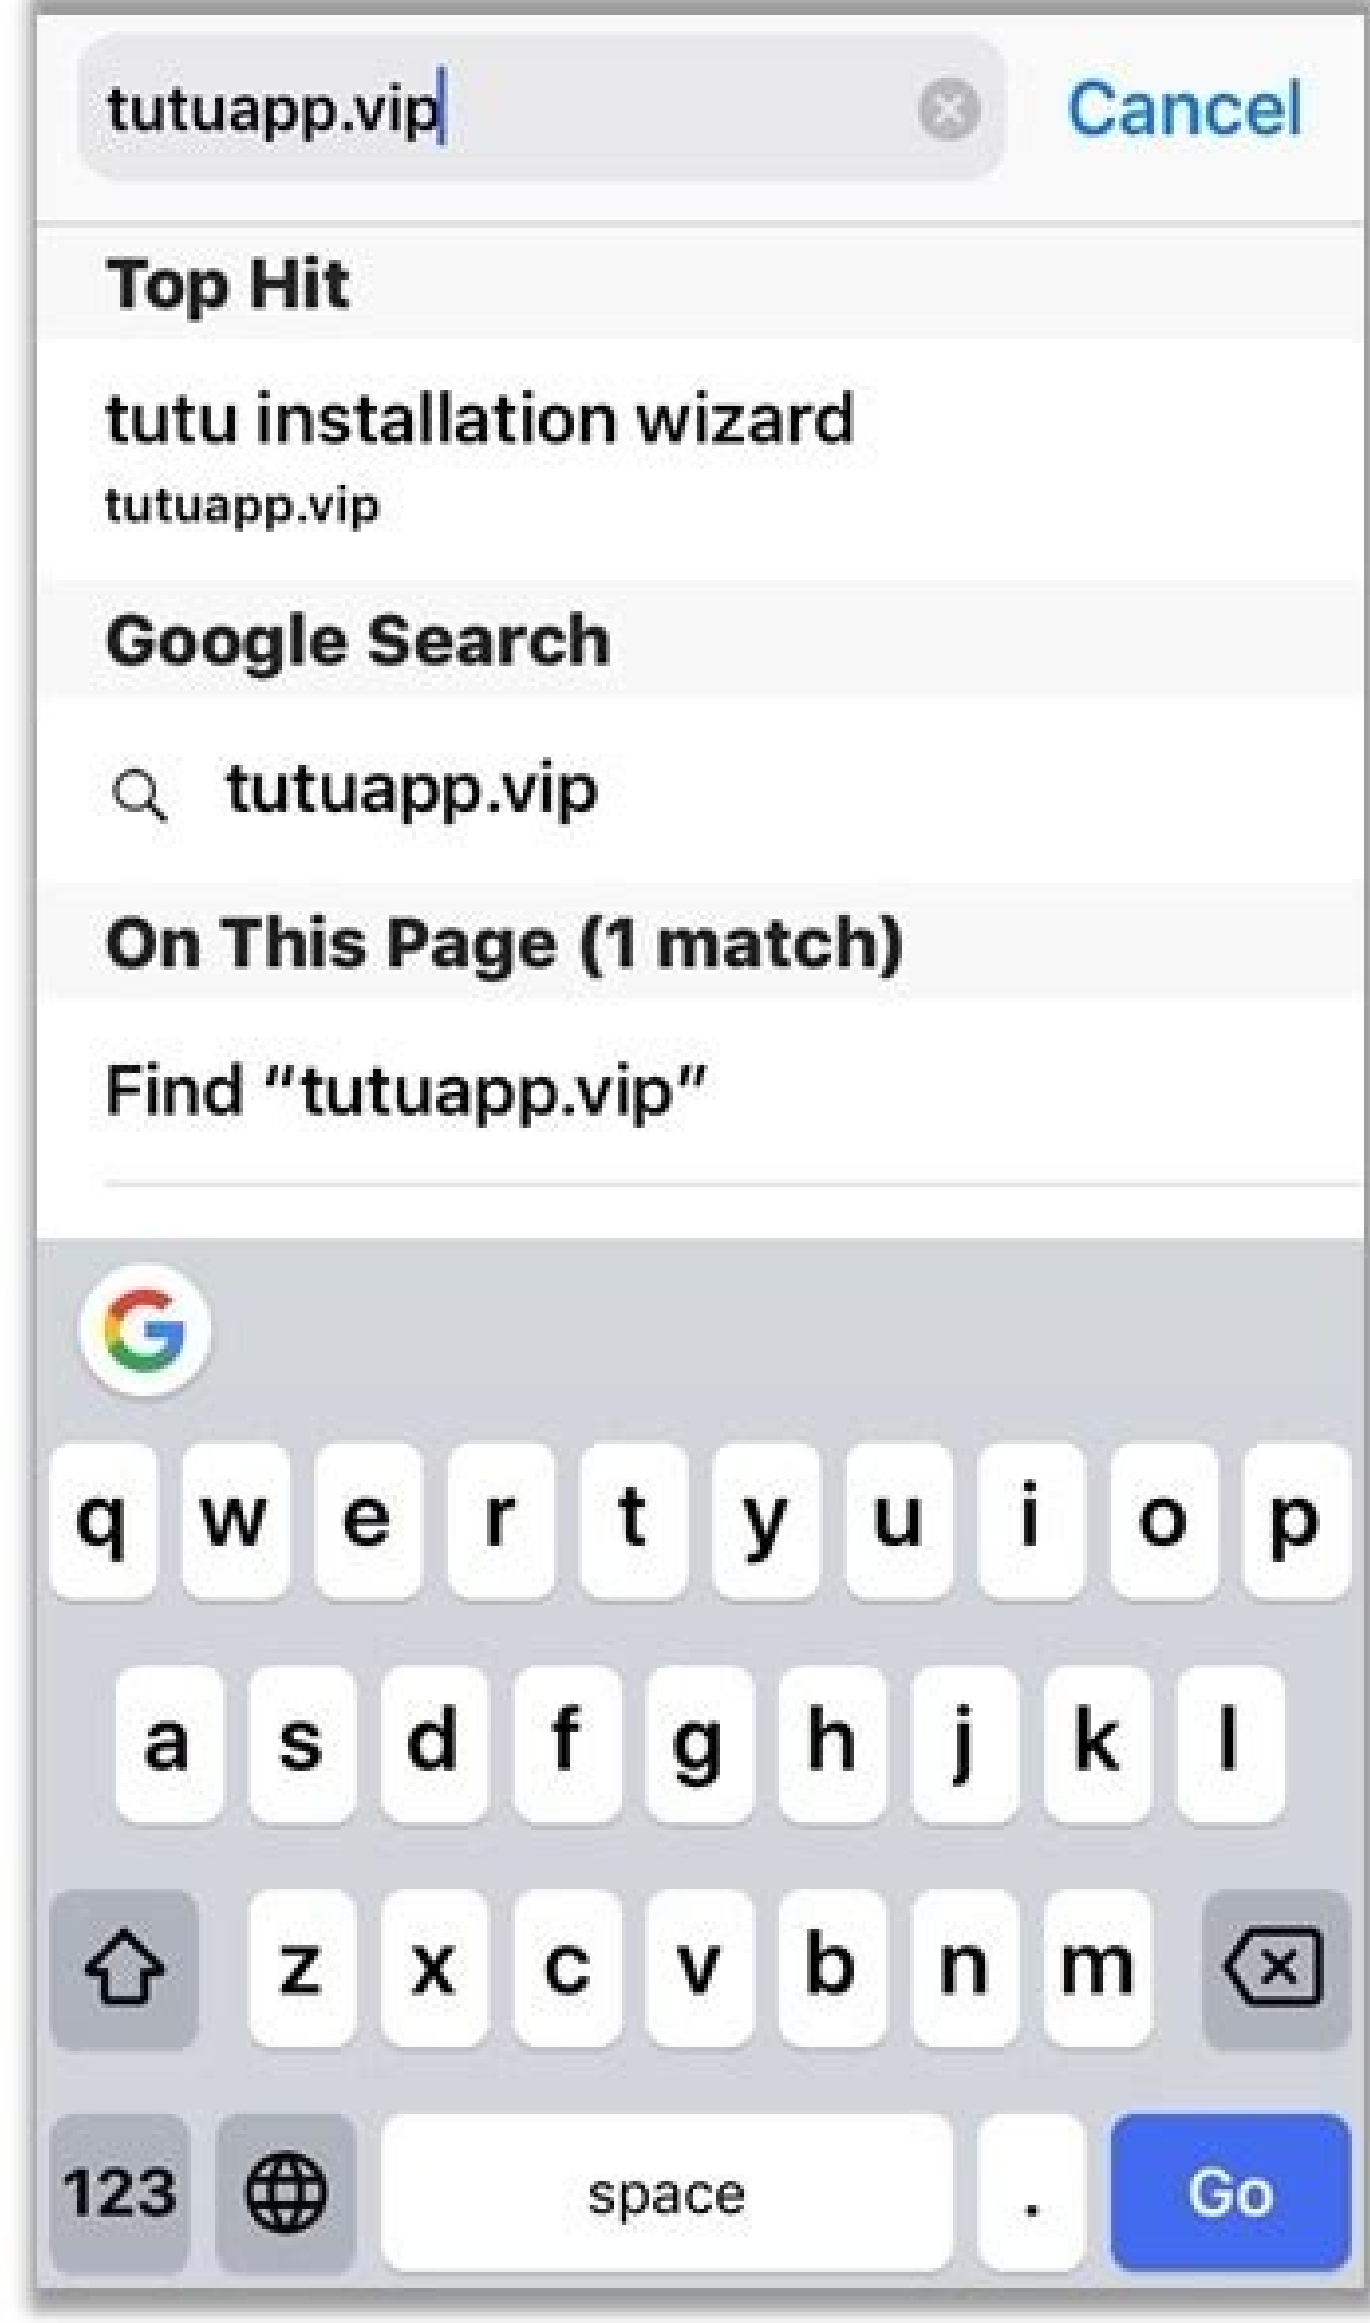 tutuapp.vip Cancel
Top Hit
tutu installation wizard
tutuapp.vip
Google Search
tutuapp.vip
On This Page (1 match)
Find “tutuapp.vip”
G
q w e r t y u i o p
a s d f g h j k l
z x c v b n m
123 space . Go